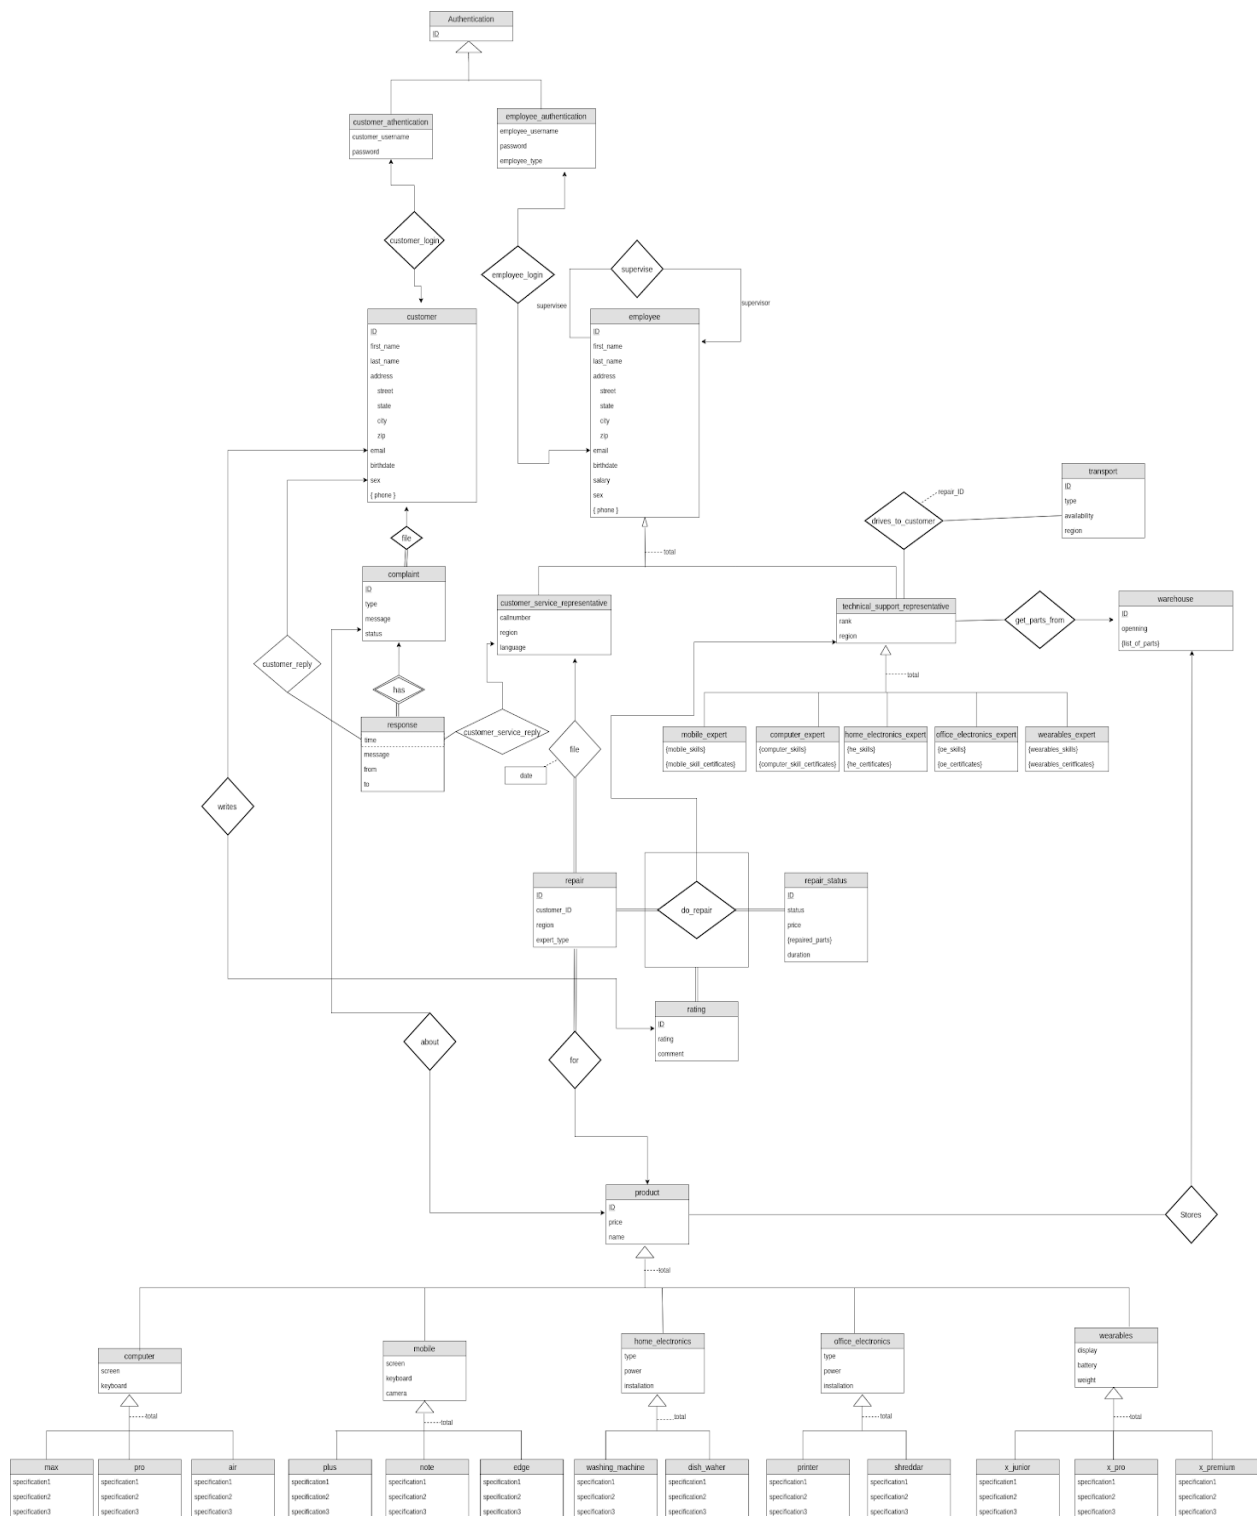 Authentication
ID
customer_athentication
customer_username
password
employee_authentication
employee_username
password
employee_type
customer_login
employee_login
supervise
supervisee
supervisor
customer
ID
first_name
last_name
address
street
state
city
zip
email
birthdate
sex
{ phone }
employee
ID
first_name
last_name
address
street
state
city
zip
email
birthdate
salary
sex
{ phone }
transport
ID
type
availability
region
repair_ID
drives_to_customer
file
total
complaint
ID
type
message
status
customer_service_representative
callnumber
region
language
technical_support_representative
rank
region
get_parts_from
warehouse
ID
openning
{list_of_parts}
customer_reply
has
total
response
time
message
from
to
customer_service_reply
file
date
mobile_expert
{mobile_skills}
{mobile_skill_certificates}
computer_expert
{computer_skills}
{computer_skill_certificates}
home_electronics_expert
{he_skills}
{he_certificates}
office_electronics_expert
{oe_skills}
{oe_certificates}
wearables_expert
{wearables_skills}
{wearables_certificates}
writes
repair
ID
customer_ID
region
expert_type
do_repair
repair_status
ID
status
price
{repaired_parts}
duration
rating
ID
rating
comment
about
for
product
ID
price
name
Stores
total
computer
screen
keyboard
mobile
screen
keyboard
camera
home_electronics
type
power
installation
office_electronics
type
power
installation
wearables
display
battery
weight
total
total
total
total
total
max
specification1
specification2
specification3
pro
specification1
specification2
specification3
air
specification1
specification2
specification3
plus
specification1
specification2
specification3
note
specification1
specification2
specification3
edge
specification1
specification2
specification3
washing_machine
specification1
specification2
specification3
dish_waher
specification1
specification2
specification3
printer
specification1
specification2
specification3
shreddar
specification1
specification2
specification3
x_junior
specification1
specification2
specification3
x_pro
specification1
specification2
specification3
x_premium
specification1
specification2
specification3